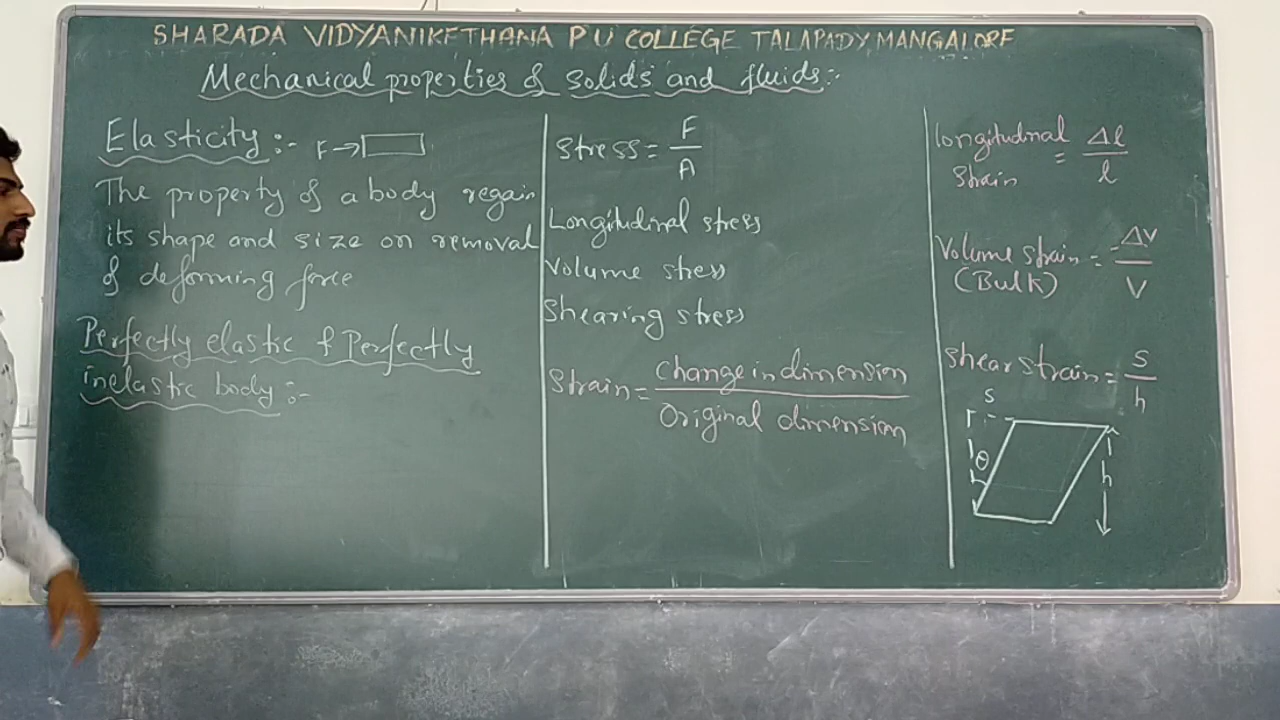 SHARADA VIDYANIKETHANA P U COLLEGE TALAPADY, MANGALORE
Mechanical properties of solids and fluids:-
Elasticity :-
F→
The property of a body regain
its shape and size on removal
of deforming force
Perfectly elastic & Perfectly
inelastic body :-
Stress = F/A
Longitudinal stress
Volume stess
Shearing stress
Strain = change in dimension / Original dimension
longitudinal strain = Δl/l
Volume strain = -Δv/V
(Bulk)
Shear strain = s/h
s
θ
h